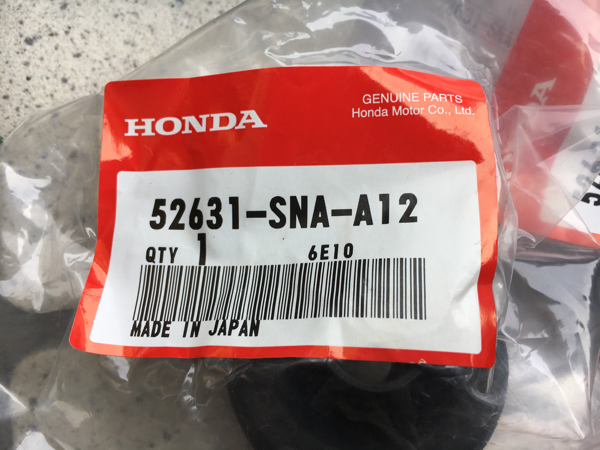 GENUINE PARTS
HONDA
Honda Motor Co., Ltd.
52631-SNA-A12
QTY 1 6E10
MADE IN JAPAN